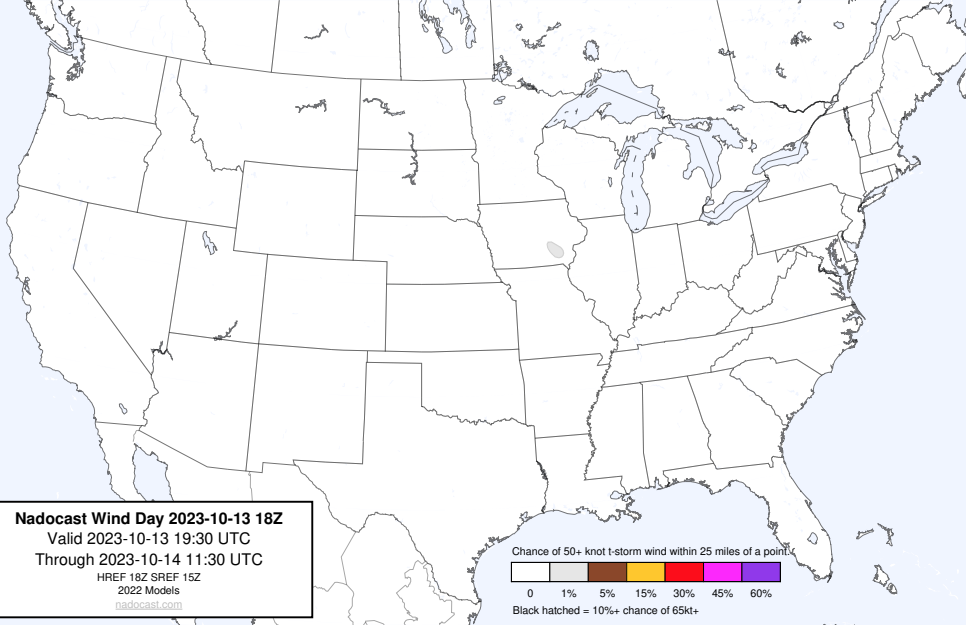 Nadocast Wind Day 2023-10-13 18Z
Valid 2023-10-13 19:30 UTC
Through 2023-10-14 11:30 UTC
HREF 18Z SREF 15Z
2022 Models
nadocast.com
Chance of 50+ knot t-storm wind within 25 miles of a point.
0 1% 5% 15% 30% 45% 60%
Black hatched = 10%+ chance of 65kt+